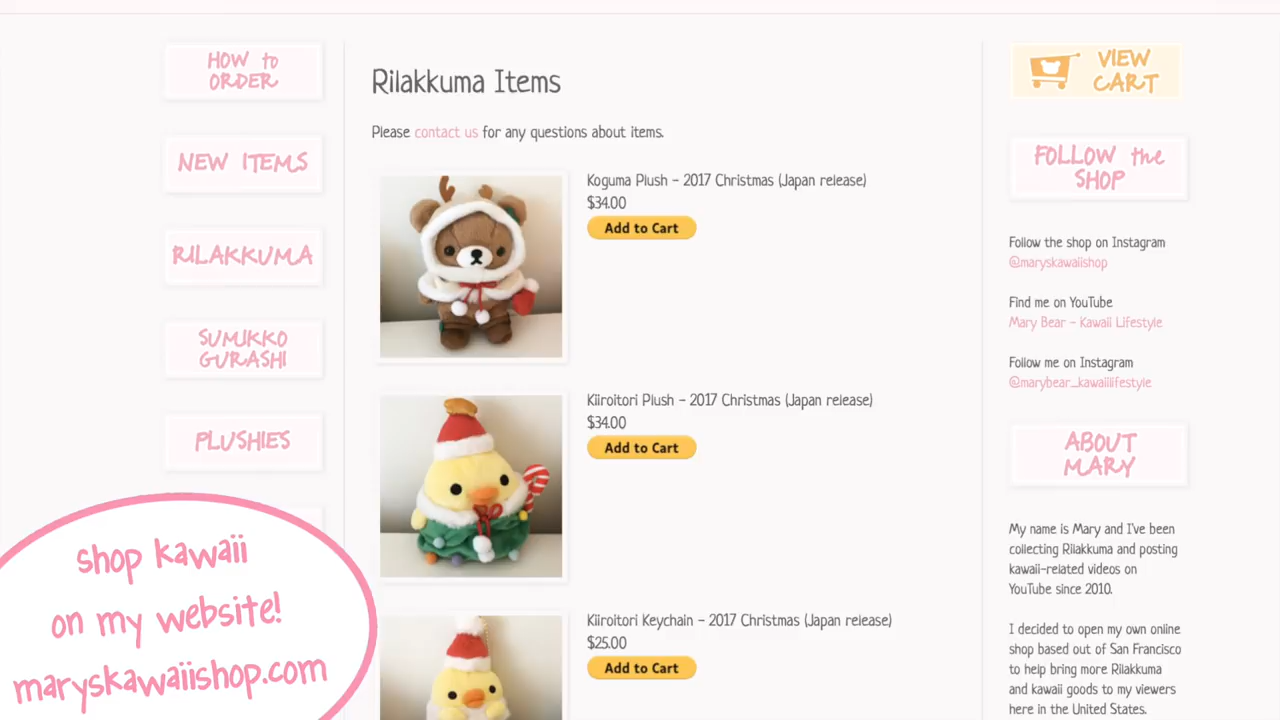 HOW to
ORDER
NEW ITEMS
RILAKKUMA
SUMIKKO
GURASHI
PLUSHIES
Rilakkuma Items
Please contact us for any questions about items.
Koguma Plush - 2017 Christmas (Japan release)
$34.00
Add to Cart
Kiiroitori Plush - 2017 Christmas (Japan release)
$34.00
Add to Cart
Kiiroitori Keychain - 2017 Christmas (Japan release)
$25.00
Add to Cart
VIEW
CART
FOLLOW the
SHOP
Follow the shop on Instagram
@maryskawaiishop
Find me on YouTube
Mary Bear - Kawaii Lifestyle
Follow me on Instagram
@marybear_kawaiilifestyle
ABOUT
MARY
My name is Mary and I've been
collecting Rilakkuma and posting
kawaii-related videos on
YouTube since 2010.
I decided to open my own online
shop based out of San Francisco
to help bring more Rilakkuma
and kawaii goods to my viewers
here in the United States.
shop kawaii
on my website!
maryskawaiishop.com